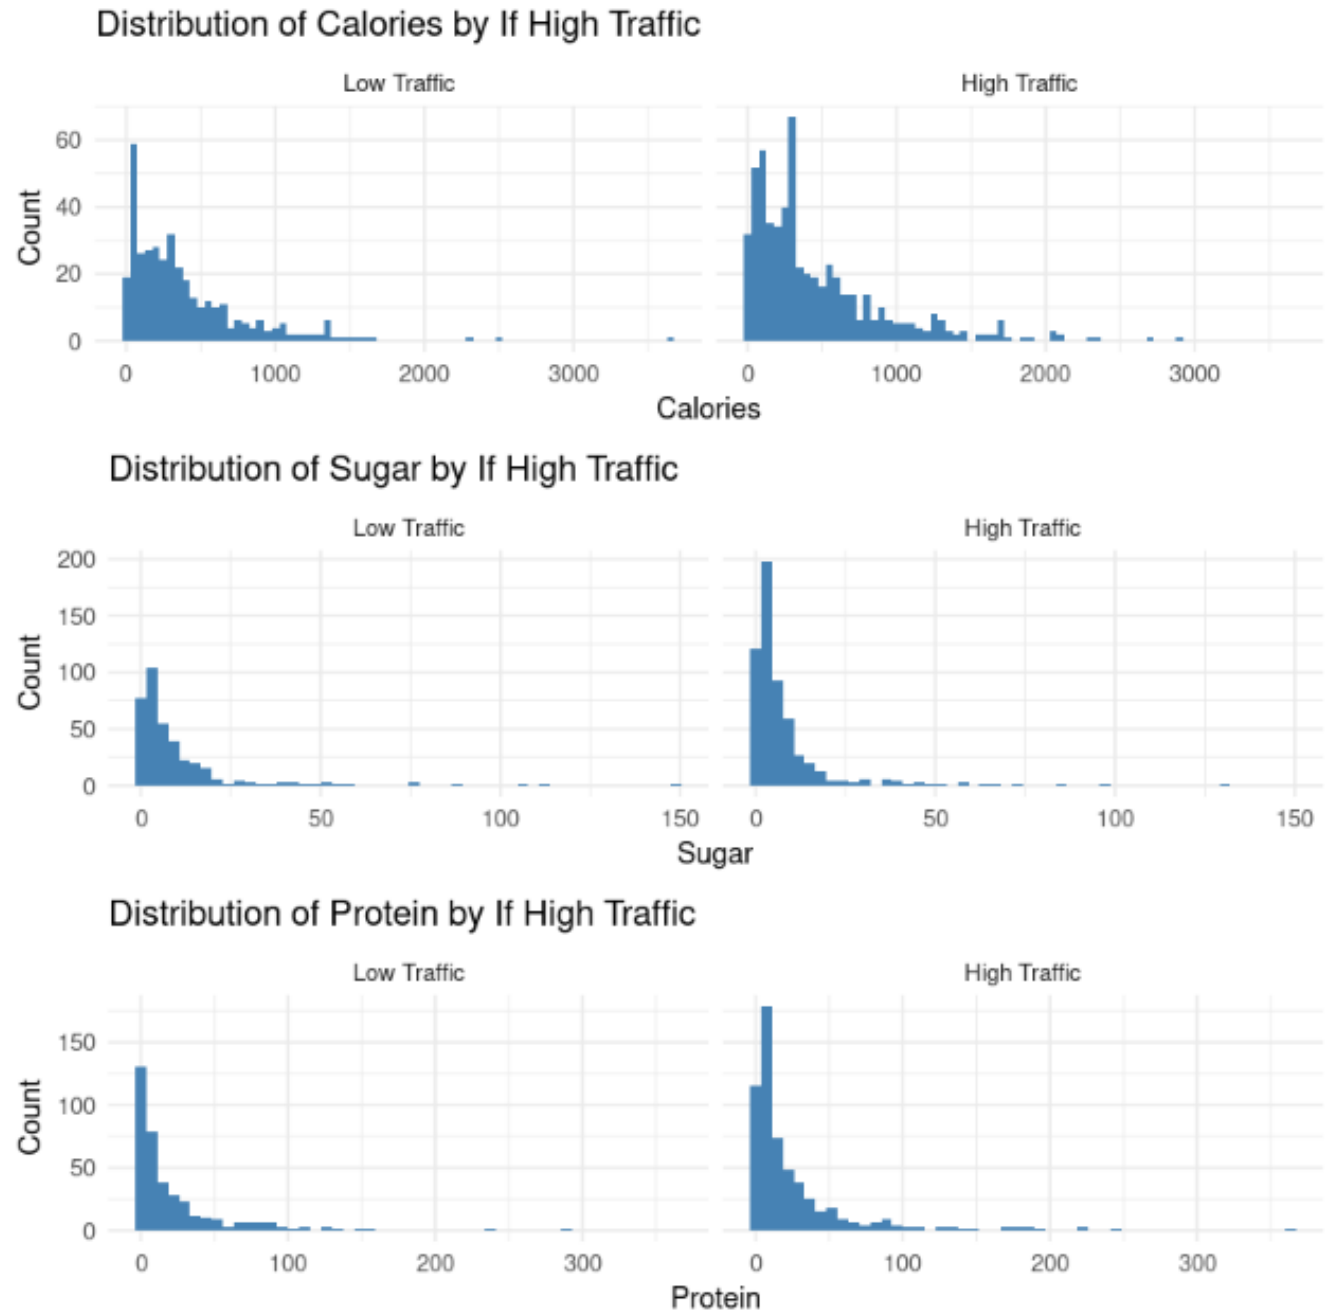 Distribution of Calories by If High Traffic
Low Traffic High Traffic
60
40
20
0
Count
0 1000 2000 3000 0 1000 2000 3000
Calories
Distribution of Sugar by If High Traffic
Low Traffic High Traffic
200
150
100
50
0
Count
0 50 100 150 0 50 100 150
Sugar
Distribution of Protein by If High Traffic
Low Traffic High Traffic
150
100
50
0
Count
0 100 200 300 0 100 200 300
Protein